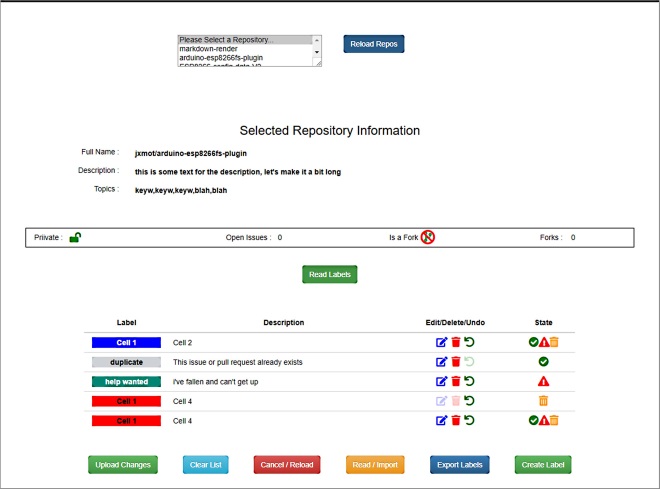 Please Select a Repository...
markdown-render
arduino-esp8266fs-plugin
ESP8266-config-data-V2
Reload Repos
Selected Repository Information
Full Name : jxmot/arduino-esp8266fs-plugin
Description : this is some text for the description, let's make it a bit long
Topics : keyw,keyw,keyw,blah,blah
Private : Open Issues : 0 Is a Fork Forks : 0
Read Labels
Label Description Edit/Delete/Undo State
Cell 1 Cell 2
duplicate This issue or pull request already exists
help wanted I've fallen and can't get up
Cell 1 Cell 4
Cell 1 Cell 4
Upload Changes Clear List Cancel / Reload Read / Import Export Labels Create Label